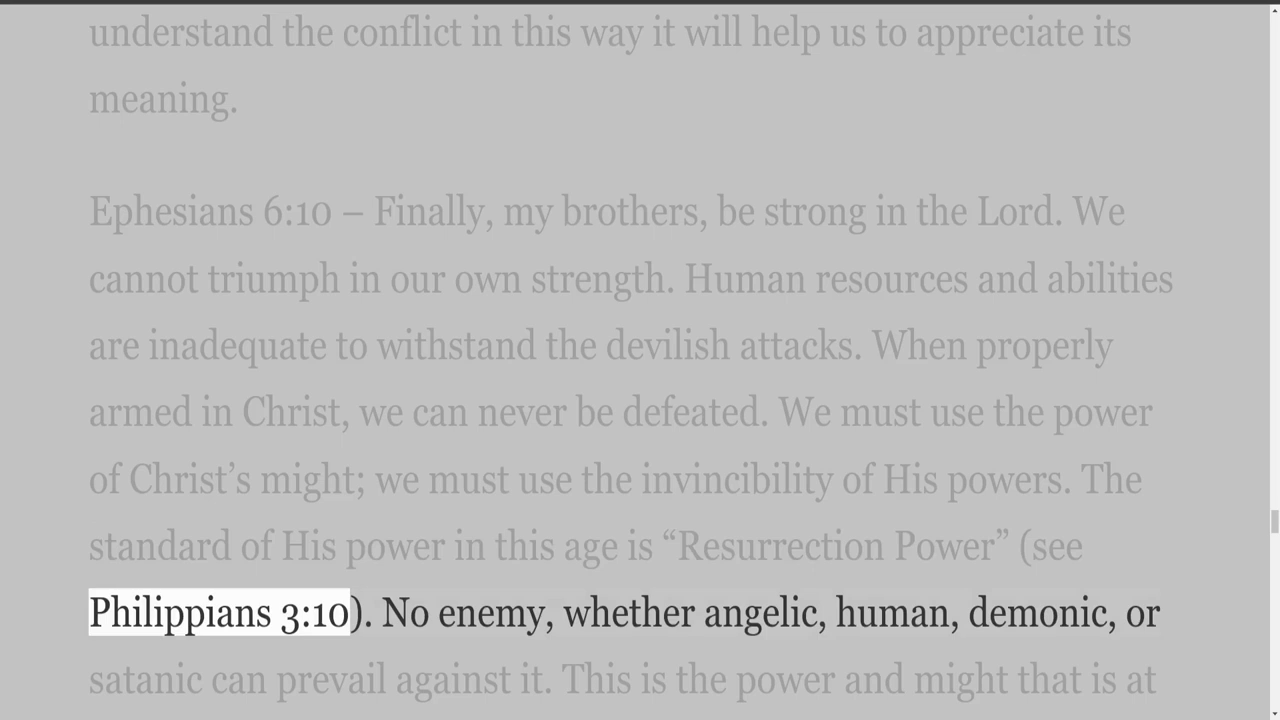 understand the conflict in this way it will help us to appreciate its
meaning.
Ephesians 6:10 – Finally, my brothers, be strong in the Lord. We
cannot triumph in our own strength. Human resources and abilities
are inadequate to withstand the devilish attacks. When properly
armed in Christ, we can never be defeated. We must use the power
of Christ’s might; we must use the invincibility of His powers. The
standard of His power in this age is “Resurrection Power” (see
Philippians 3:10). No enemy, whether angelic, human, demonic, or
satanic can prevail against it. This is the power and might that is at